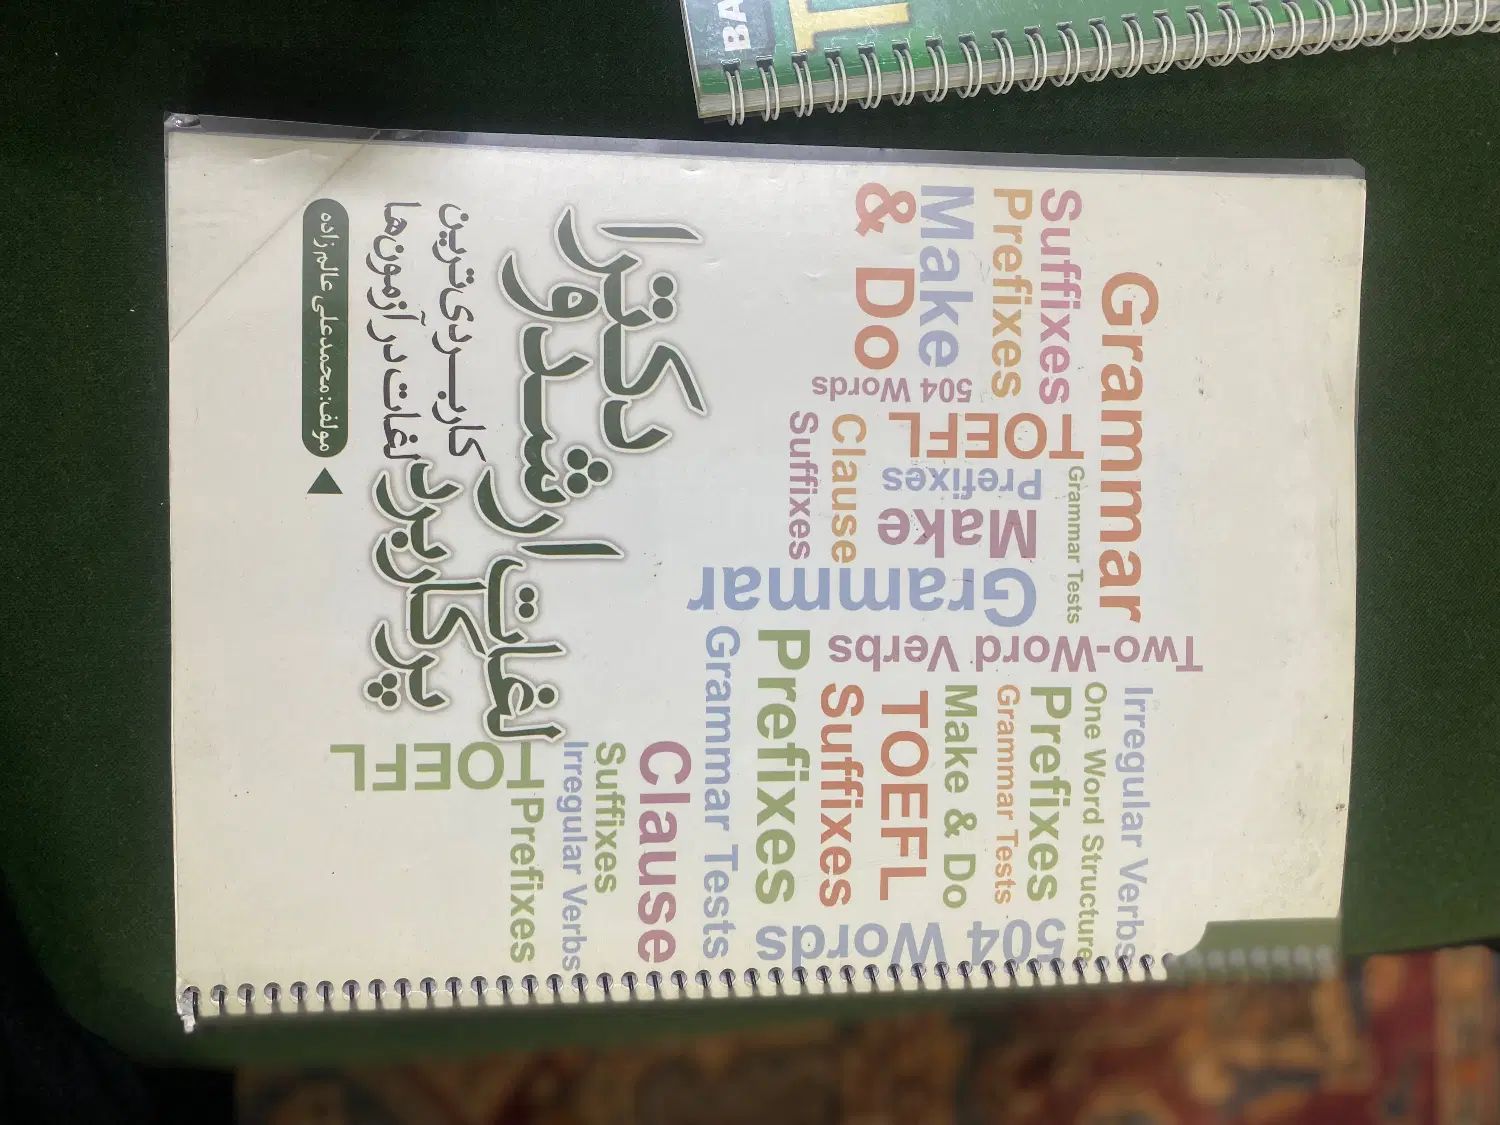 Grammar
Suffixes
Prefixes
Make
& Do
504 Words
TOEFL
Grammar Tests
Prefixes
Make
Clause
Suffixes
Grammar
Two-Word Verbs
Irregular Verbs
One Word Structure
Prefixes
Grammar Tests
Make & Do
TOEFL
Suffixes
Prefixes
Grammar Tests
504 Words
Clause
Suffixes
Irregular Verbs
Prefixes
TOEFL
دکترا
ارشد و
لغات
پرکاربرد
کاربردی‌ترین
لغات در آزمون‌ها
مولف: محمدعلی عالم‌زاده
BA